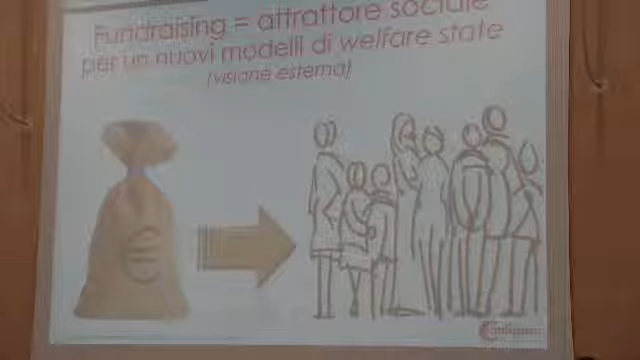 Fundraising = attrattore sociale
per un nuovi modelli di welfare state
(visione esterna)
€